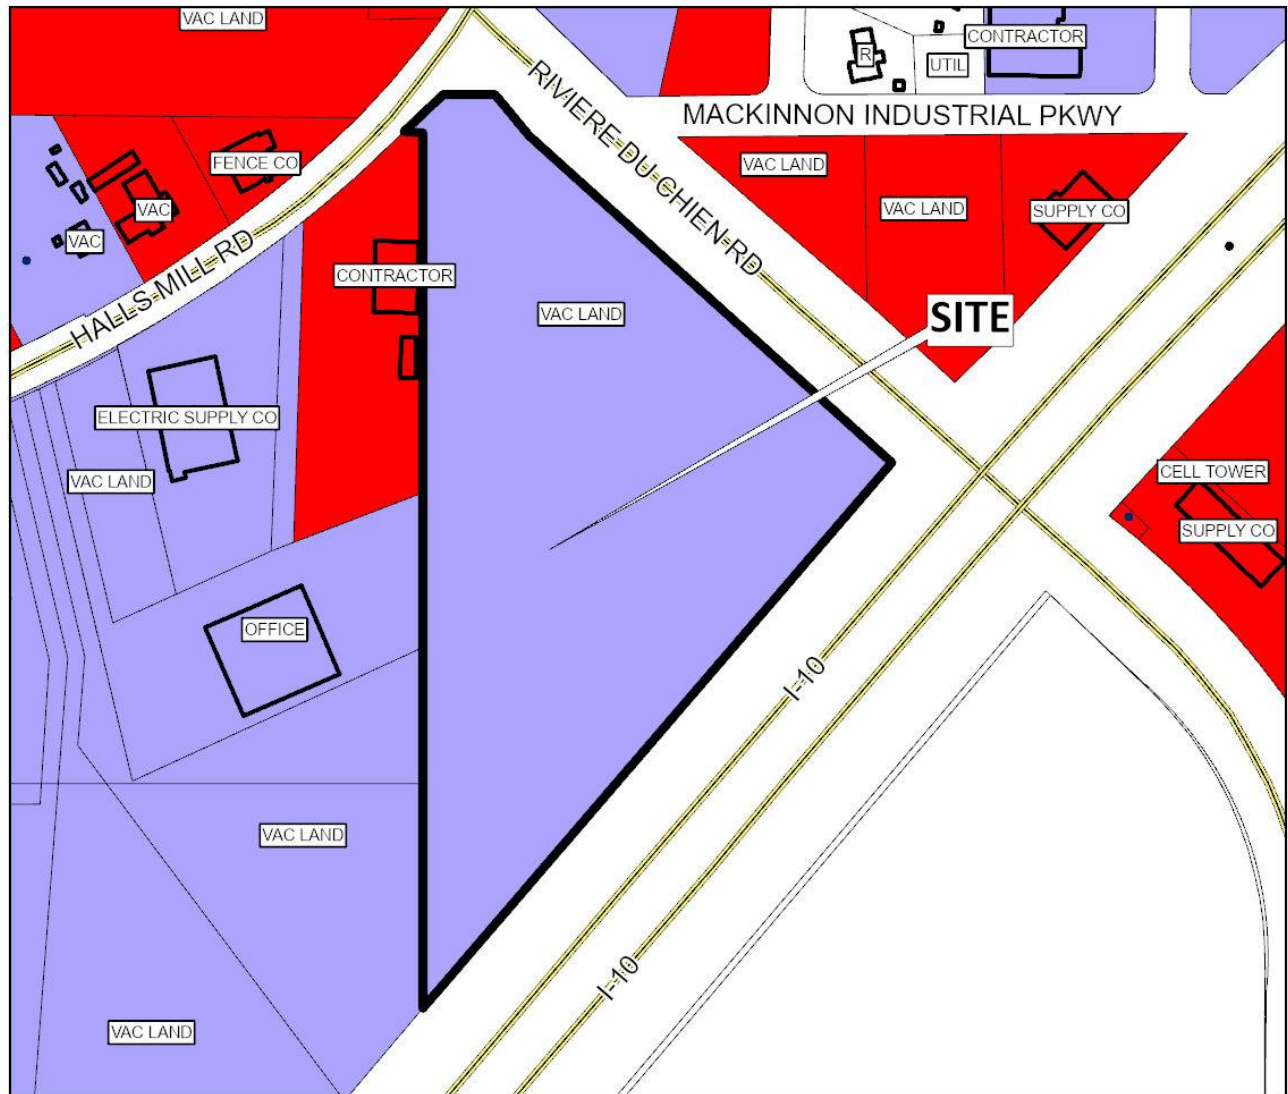 VAC LAND
CONTRACTOR
R
UTIL
RIVIERE DU CHIEN RD
MACKINNON INDUSTRIAL PKWY
FENCE CO
VAC LAND
VAC
VAC LAND
SUPPLY CO
VAC
HALLS MILL RD
CONTRACTOR
VAC LAND
SITE
ELECTRIC SUPPLY CO
VAC LAND
CELL TOWER
SUPPLY CO
OFFICE
I-10
VAC LAND
I-10
VAC LAND